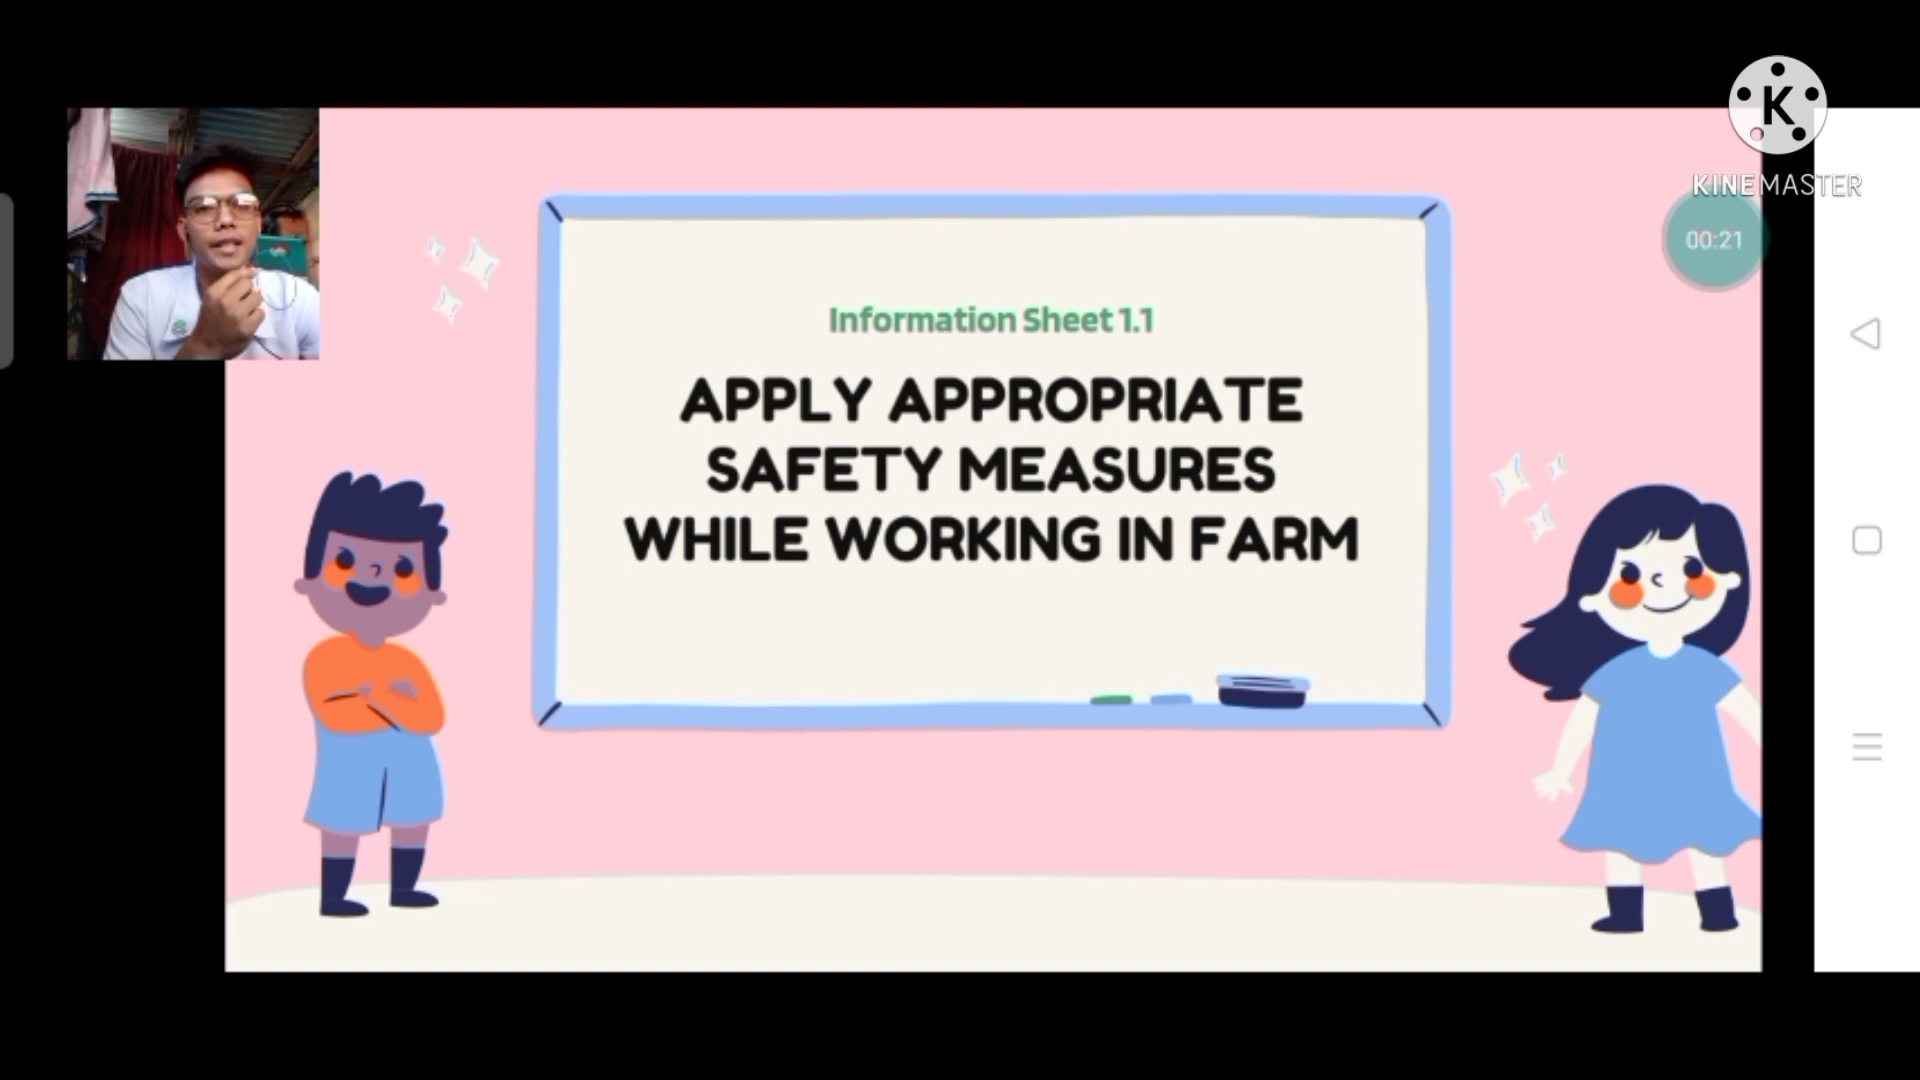 K
KINEMASTER
00:21
Information Sheet 1.1
APPLY APPROPRIATE
SAFETY MEASURES
WHILE WORKING IN FARM